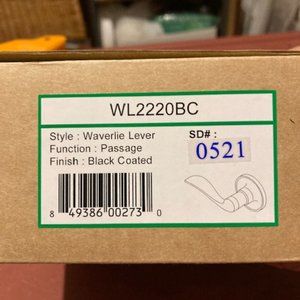 WL2220BC
Style : Waverlie Lever
Function : Passage
Finish : Black Coated
SD#:
0521
8 49386 00273 0